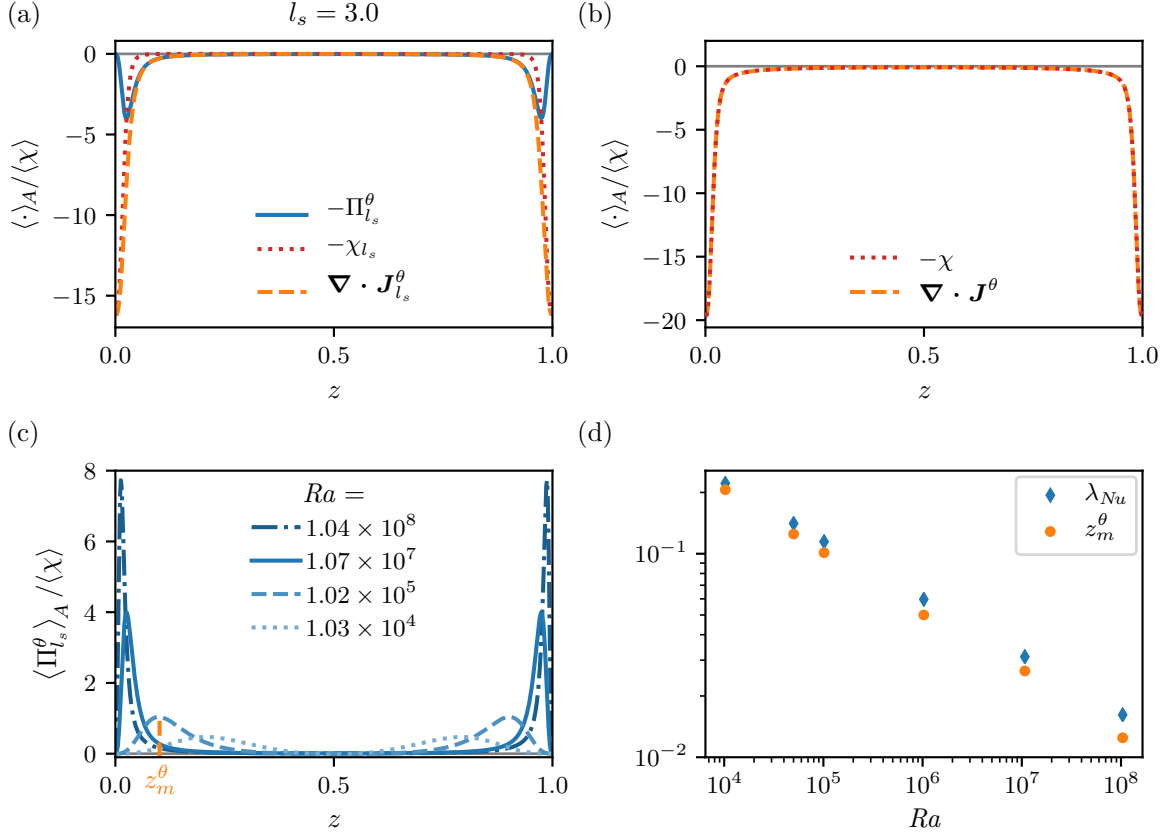 (a)
l_s = 3.0
(b)
0
−5
−10
−15
⟨·⟩_A/⟨χ⟩
−Π^θ_{l_s}
−χ_{l_s}
∇ · J^θ_{l_s}
0.0
0.5
1.0
z
0
−5
−10
−15
−20
⟨·⟩_A/⟨χ⟩
−χ
∇ · J^θ
0.0
0.5
1.0
z
(c)
(d)
8
6
4
2
0
⟨Π^θ_{l_s}⟩_A/⟨χ⟩
Ra =
1.04 × 10^8
1.07 × 10^7
1.02 × 10^5
1.03 × 10^4
0.0
z^θ_m
0.5
1.0
z
10^{−1}
10^{−2}
λ_{Nu}
z^θ_m
10^4
10^5
10^6
10^7
10^8
Ra